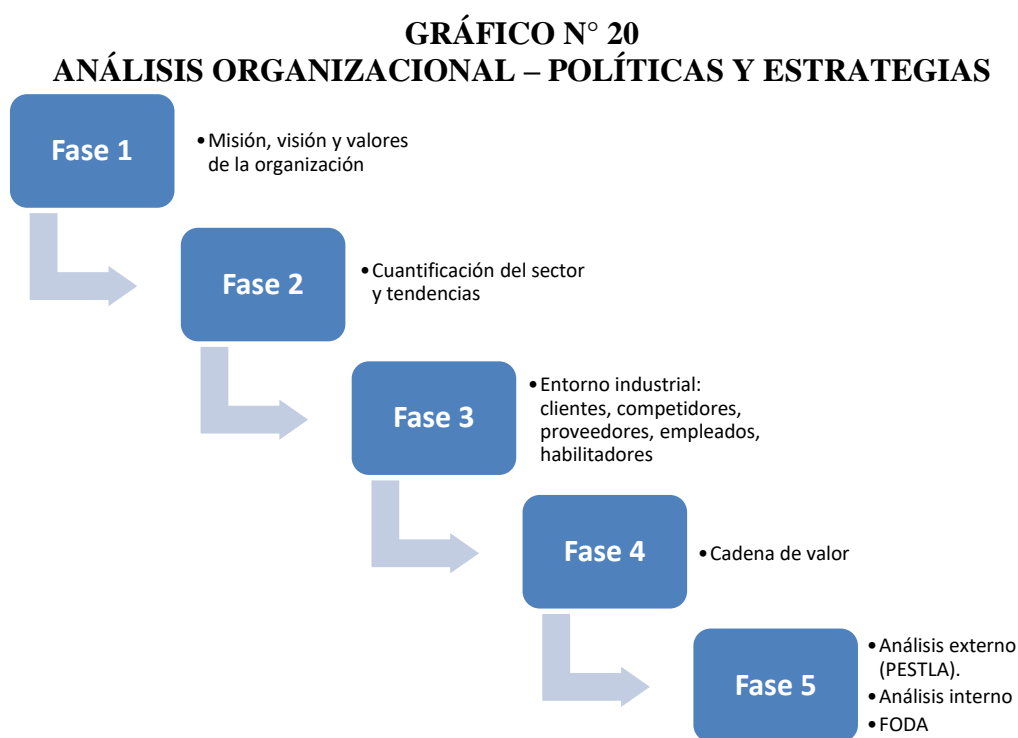 GRÁFICO N° 20
ANÁLISIS ORGANIZACIONAL – POLÍTICAS Y ESTRATEGIAS
Fase 1
•Misión, visión y valores
de la organización
Fase 2
•Cuantificación del sector
y tendencias
Fase 3
•Entorno industrial:
clientes, competidores,
proveedores, empleados,
habilitadores
Fase 4
•Cadena de valor
Fase 5
•Análisis externo
(PESTLA).
•Análisis interno
•FODA